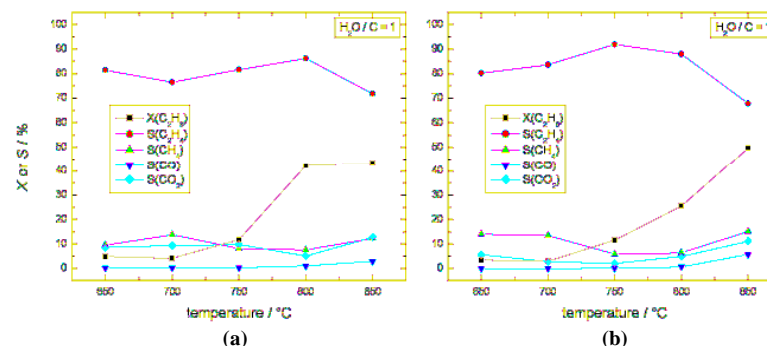 H₂O / C = 1
X or S / %
100
90
80
70
60
50
40
30
20
10
0
X(C₂H₆)
S(C₂H₄)
S(CH₄)
S(CO)
S(CO₂)
650 700 750 800 850
temperature / °C
(a)
H₂O / C = 1
100
90
80
70
60
50
40
30
20
10
0
X(C₂H₆)
S(C₂H₄)
S(CH₄)
S(CO)
S(CO₂)
650 700 750 800 850
temperature / °C
(b)